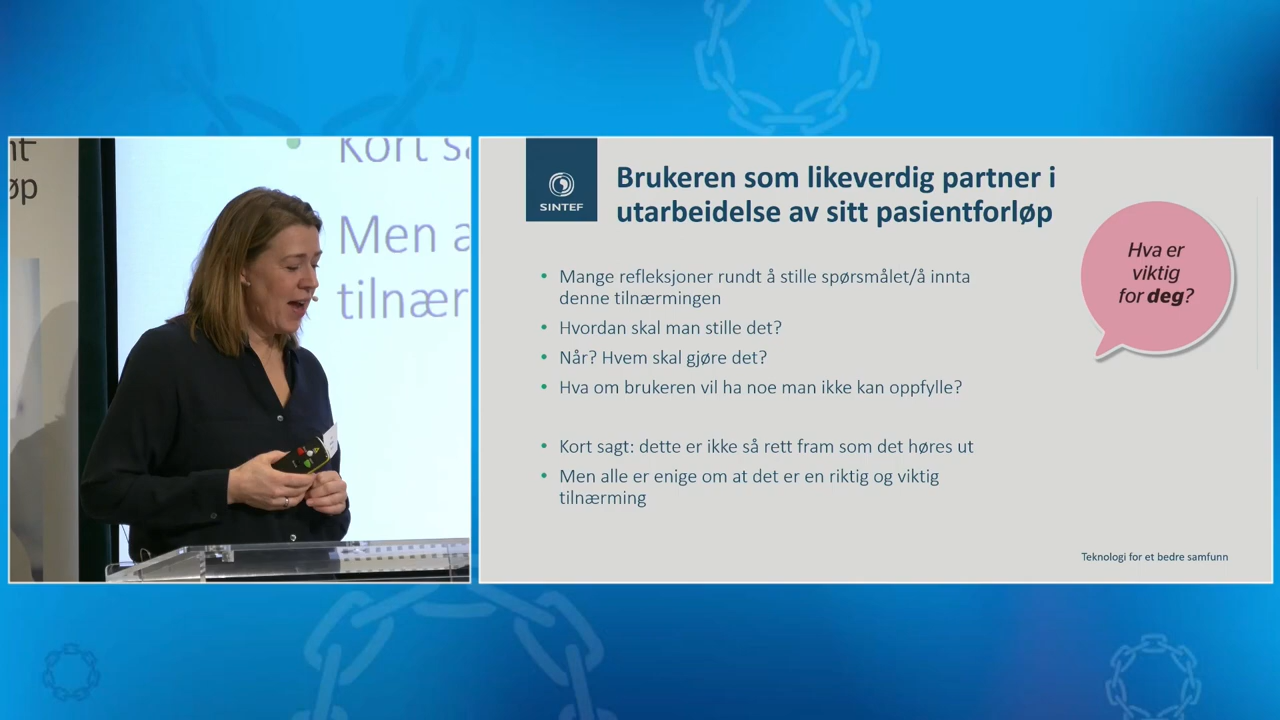 nt
øp
Kort s
Men a
tilnær
SINTEF
Brukeren som likeverdig partner i
utarbeidelse av sitt pasientforløp
Hva er
viktig
for deg?
• Mange refleksjoner rundt å stille spørsmålet/å innta
denne tilnærmingen
• Hvordan skal man stille det?
• Når? Hvem skal gjøre det?
• Hva om brukeren vil ha noe man ikke kan oppfylle?
• Kort sagt: dette er ikke så rett fram som det høres ut
• Men alle er enige om at det er en riktig og viktig
tilnærming
Teknologi for et bedre samfunn